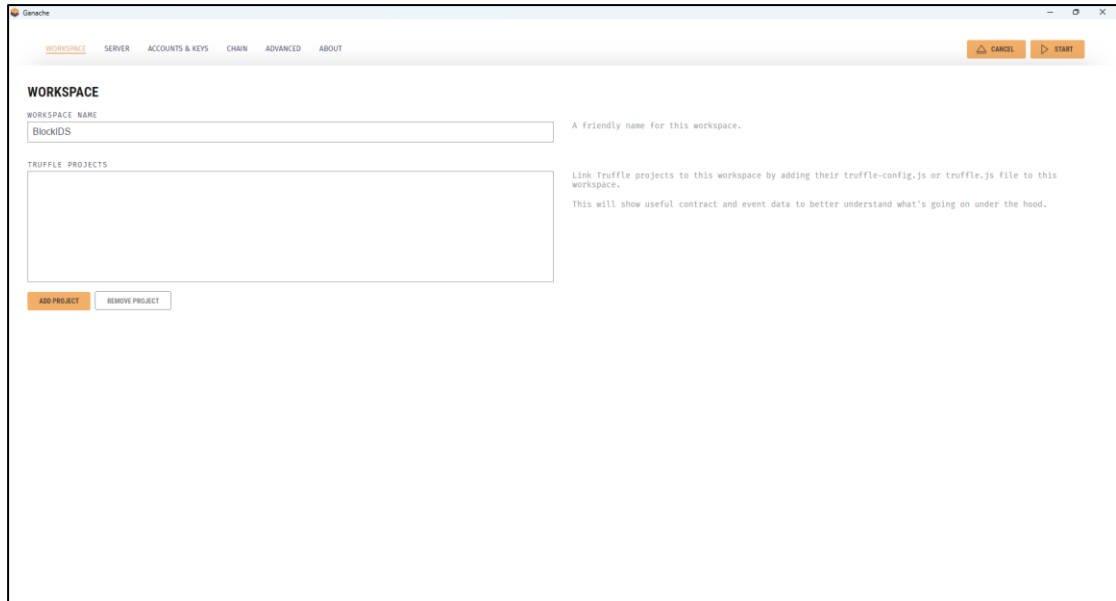 Ganache
WORKSPACE SERVER ACCOUNTS & KEYS CHAIN ADVANCED ABOUT
CANCEL START
WORKSPACE
WORKSPACE NAME
BlockIDS
A friendly name for this workspace.
TRUFFLE PROJECTS
Link Truffle projects to this workspace by adding their truffle-config.js or truffle.js file to this
workspace.
This will show useful contract and event data to better understand what's going on under the hood.
ADD PROJECT REMOVE PROJECT